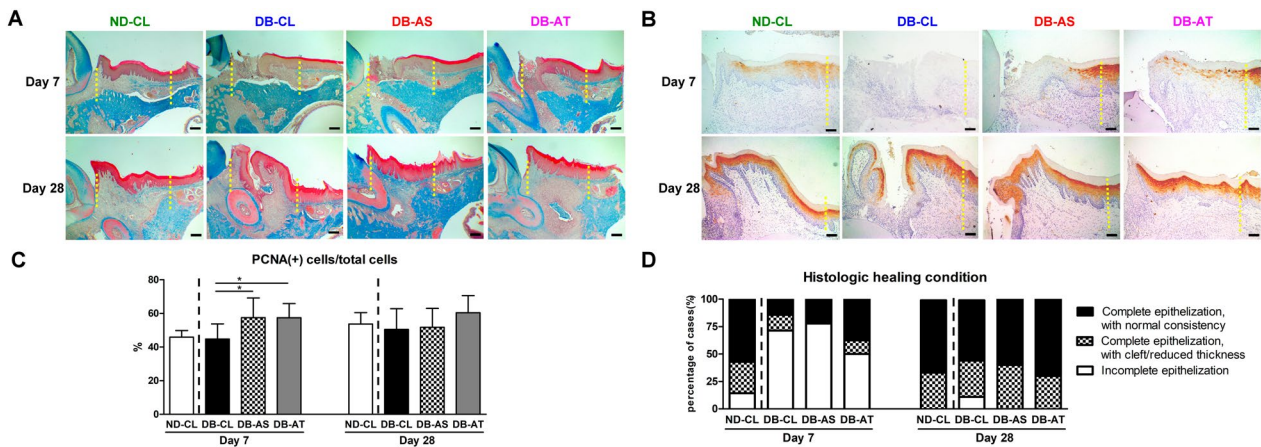 A
ND-CL DB-CL DB-AS DB-AT
Day 7
Day 28
B
ND-CL DB-CL DB-AS DB-AT
Day 7
Day 28
C
PCNA(+) cells/total cells
%
80
60
40
20
0
*
*
ND-CL DB-CL DB-AS DB-AT ND-CL DB-CL DB-AS DB-AT
Day 7 Day 28
D
Histologic healing condition
percentage of cases(%)
100
75
50
25
0
ND-CL DB-CL DB-AS DB-AT ND-CL DB-CL DB-AS DB-AT
Day 7 Day 28
Complete epithelization,
with normal consistency
Complete epithelization,
with cleft/reduced thickness
Incomplete epithelization